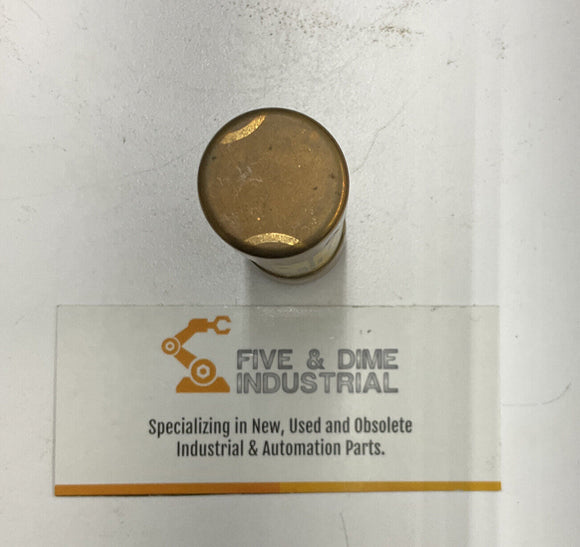 FIVE & DIME
INDUSTRIAL
Specializing in New, Used and Obsolete
Industrial & Automation Parts.